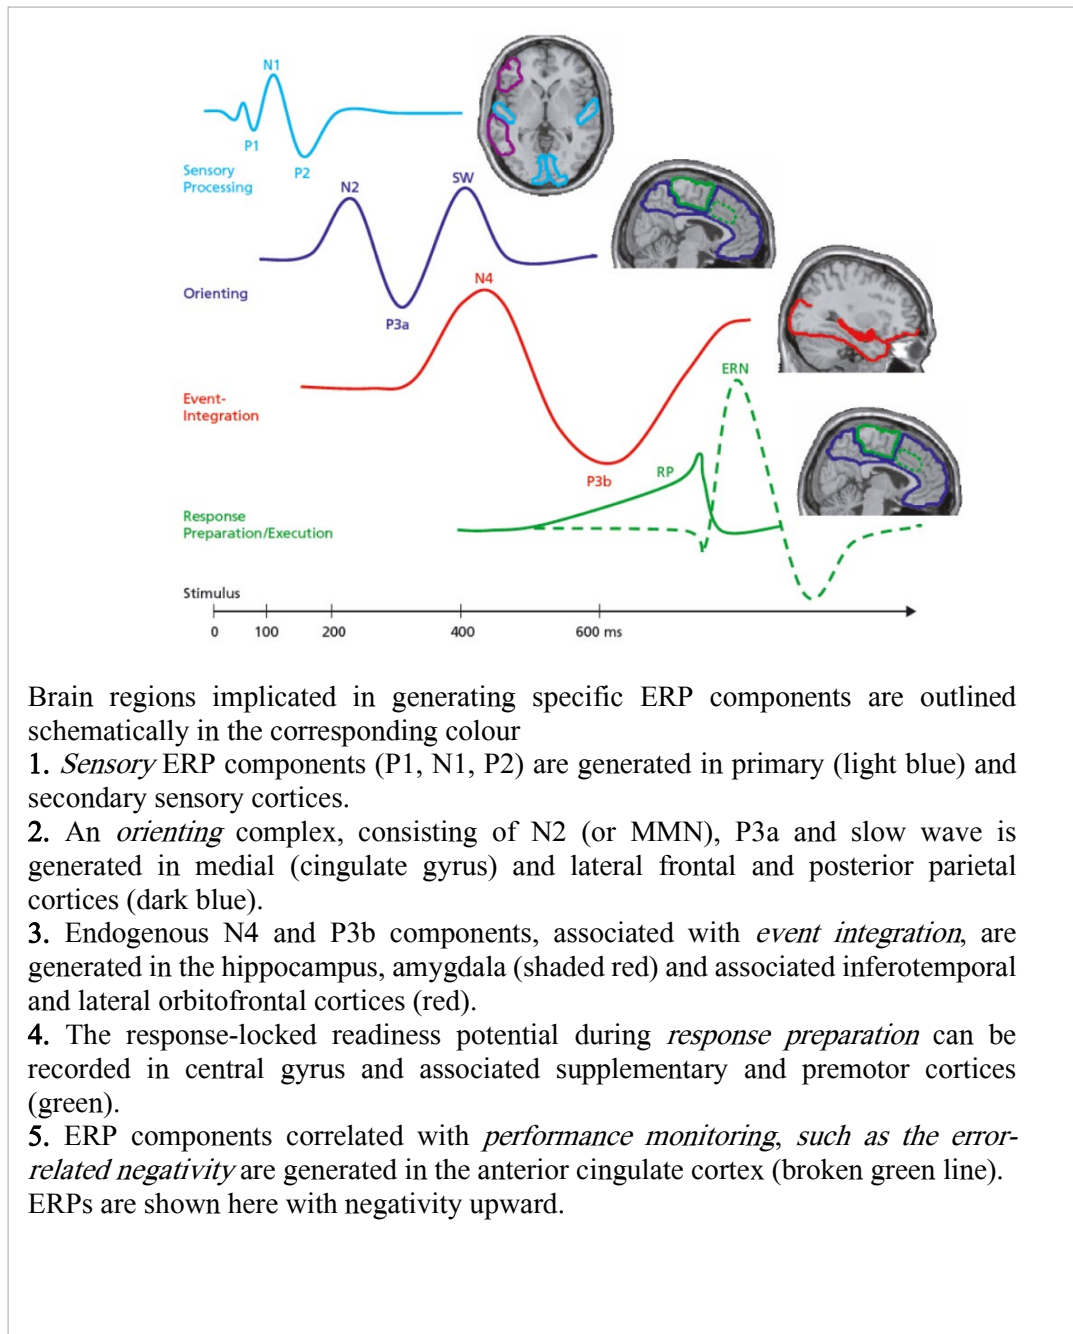 N1
P1
P2
Sensory
Processing
N2
SW
P3a
Orienting
N4
Event-
Integration
P3b
ERN
RP
Response
Preparation/Execution
Stimulus
0 100 200 400 600 ms
Brain regions implicated in generating specific ERP components are outlined
schematically in the corresponding colour
1. Sensory ERP components (P1, N1, P2) are generated in primary (light blue) and
secondary sensory cortices.
2. An orienting complex, consisting of N2 (or MMN), P3a and slow wave is
generated in medial (cingulate gyrus) and lateral frontal and posterior parietal
cortices (dark blue).
3. Endogenous N4 and P3b components, associated with event integration, are
generated in the hippocampus, amygdala (shaded red) and associated inferotemporal
and lateral orbitofrontal cortices (red).
4. The response-locked readiness potential during response preparation can be
recorded in central gyrus and associated supplementary and premotor cortices
(green).
5. ERP components correlated with performance monitoring, such as the error-
related negativity are generated in the anterior cingulate cortex (broken green line).
ERPs are shown here with negativity upward.